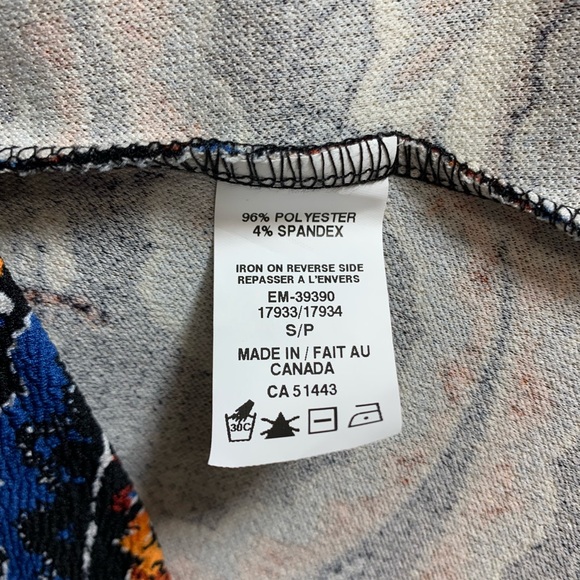 96% POLYESTER
4% SPANDEX
IRON ON REVERSE SIDE
REPASSER A L'ENVERS
EM-39390
17933/17934
S/P
MADE IN / FAIT AU
CANADA
CA 51443
30C